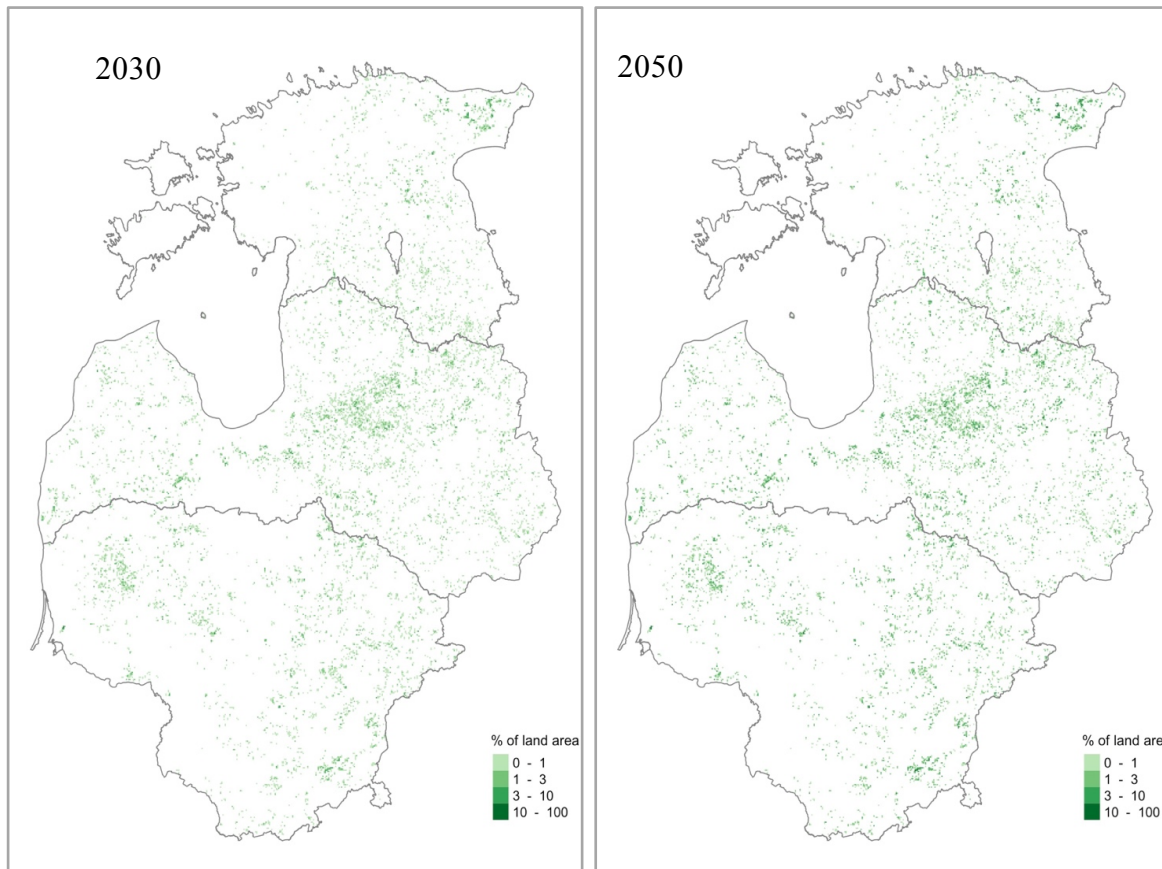 2030
% of land area
0 - 1
1 - 3
3 - 10
10 - 100
2050
% of land are
0 - 1
1 - 3
3 - 10
10 - 100